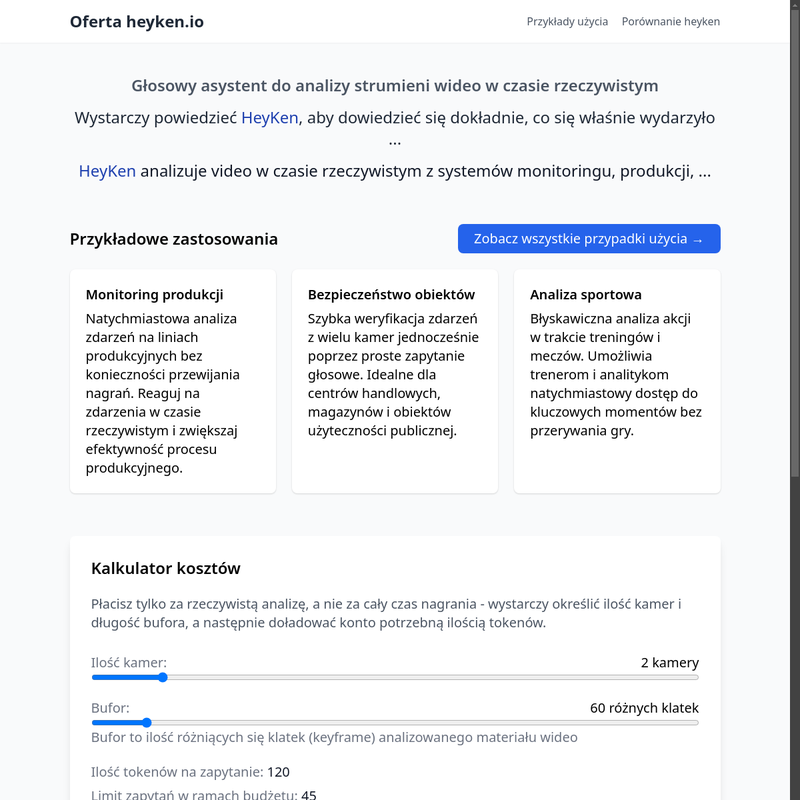 Oferta heyken.io
Przykłady użycia
Porównanie heyken
Głosowy asystent do analizy strumieni wideo w czasie rzeczywistym
Wystarczy powiedzieć HeyKen, aby dowiedzieć się dokładnie, co się właśnie wydarzyło
...
HeyKen analizuje video w czasie rzeczywistym z systemów monitoringu, produkcji, ...
Przykładowe zastosowania
Zobacz wszystkie przypadki użycia →
Monitoring produkcji
Natychmiastowa analiza
zdarzeń na liniach
produkcyjnych bez
konieczności przewijania
nagrań. Reaguj na
zdarzenia w czasie
rzeczywistym i zwiększaj
efektywność procesu
produkcyjnego.
Bezpieczeństwo obiektów
Szybka weryfikacja zdarzeń
z wielu kamer jednocześnie
poprzez proste zapytanie
głosowe. Idealne dla
centrów handlowych,
magazynów i obiektów
użyteczności publicznej.
Analiza sportowa
Błyskawiczna analiza akcji
w trakcie treningów i
meczów. Umożliwia
trenerom i analitykom
natychmiastowy dostęp do
kluczowych momentów bez
przerywania gry.
Kalkulator kosztów
Płacisz tylko za rzeczywistą analizę, a nie za cały czas nagrania - wystarczy określić ilość kamer i
długość bufora, a następnie doładować konto potrzebną ilością tokenów.
Ilość kamer:
2 kamery
Bufor:
60 różnych klatek
Bufor to ilość różniących się klatek (keyframe) analizowanego materiału wideo
Ilość tokenów na zapytanie: 120
Limit zapytań w ramach budżetu: 45